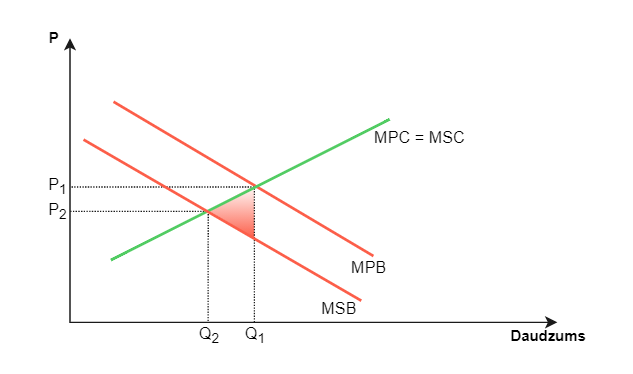 P
MPC = MSC
P1
P2
MPB
MSB
Q2
Q1
Daudzums